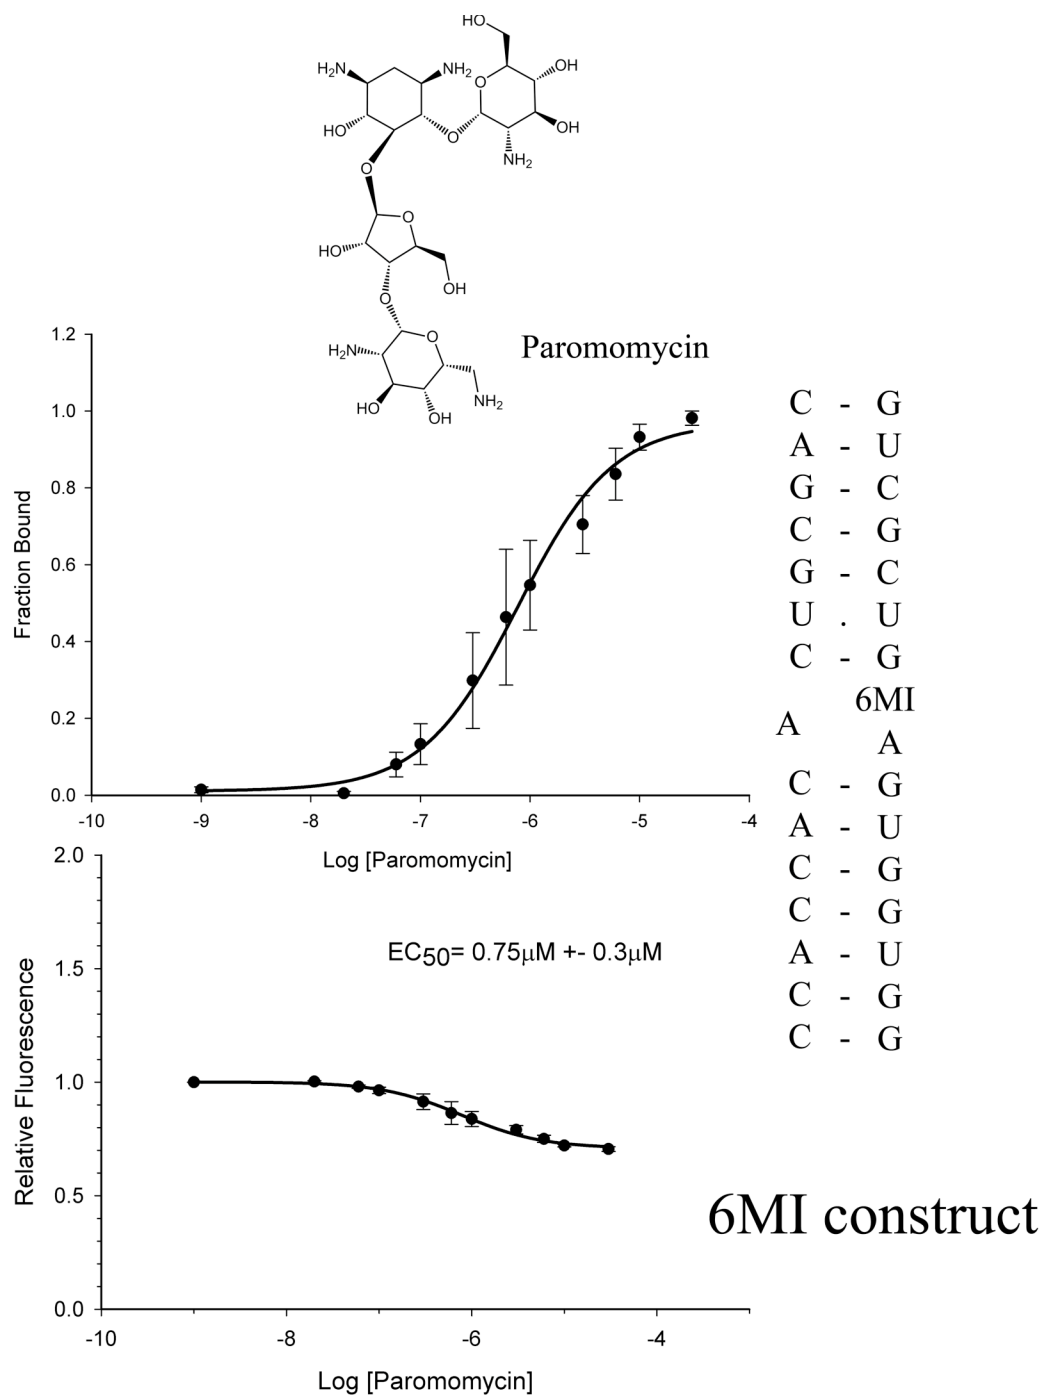 HO
H₂N
NH₂
O
OH
HO
O
OH
NH₂
O
O
HO
OH
O
H₂N
O
Paromomycin
NH₂
HO
OH
1.2
1.0
0.8
0.6
0.4
0.2
0.0
Fraction Bound
-10
-9
-8
-7
-6
-5
-4
Log [Paromomycin]
C - G
A - U
G - C
C - G
G - C
U . U
C - G
6MI
A
A
C - G
A - U
C - G
C - G
A - U
C - G
C - G
2.0
1.5
1.0
0.5
0.0
Relative Fluorescence
EC50= 0.75µM +- 0.3µM
-10
-8
-6
-4
Log [Paromomycin]
6MI construct